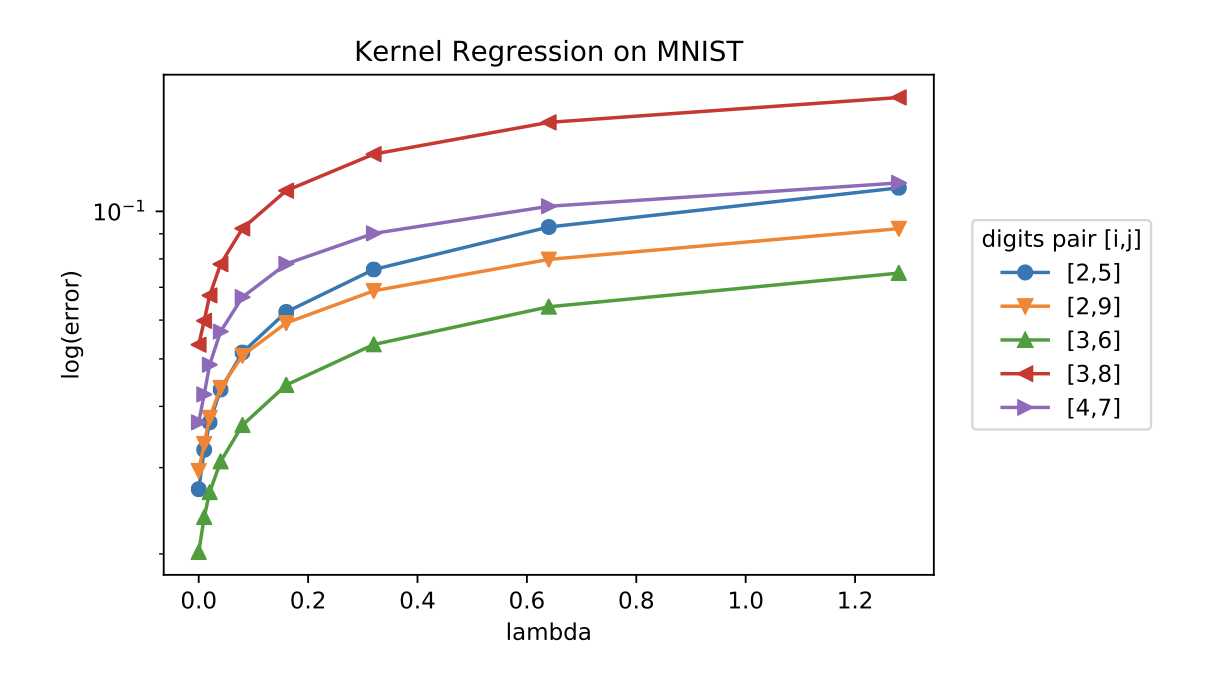 Kernel Regression on MNIST
10⁻¹
log(error)
0.0 0.2 0.4 0.6 0.8 1.0 1.2
lambda
digits pair [i,j]
[2,5]
[2,9]
[3,6]
[3,8]
[4,7]